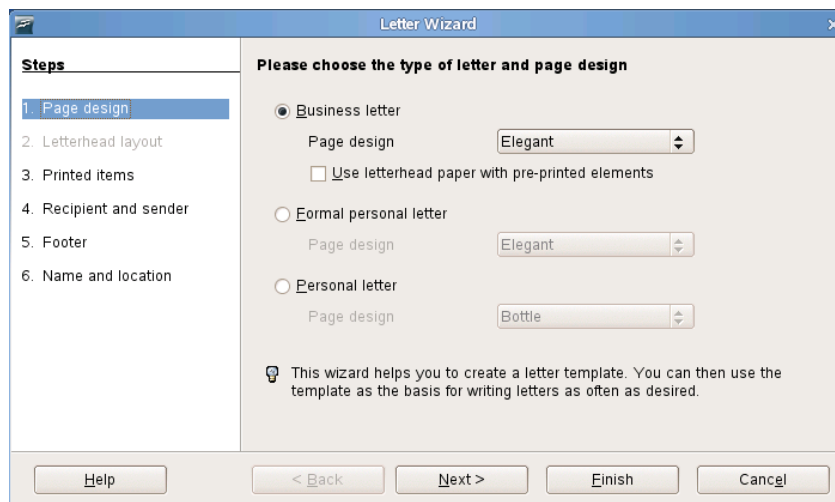 Letter Wizard
Steps
1. Page design
2. Letterhead layout
3. Printed items
4. Recipient and sender
5. Footer
6. Name and location
Please choose the type of letter and page design
Business letter
Page design Elegant
Use letterhead paper with pre-printed elements
Formal personal letter
Page design Elegant
Personal letter
Page design Bottle
This wizard helps you to create a letter template. You can then use the
template as the basis for writing letters as often as desired.
Help < Back Next > Finish Cancel